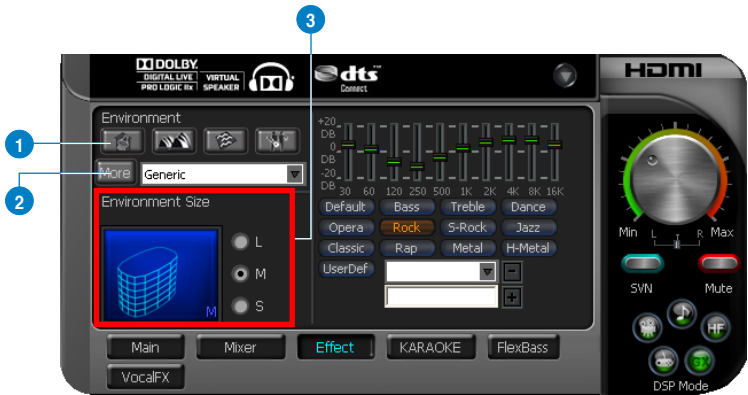 3
DOLBY.
DIGITAL LIVE
PRO LOGIC IIx
VIRTUAL
SPEAKER
dts
Connect
HDMI
1
2
Environment
More
Generic
Environment Size
L
M
S
M
+20
DB
0
DB
-20
DB
30 60 120 250 500 1K 2K 4K 8K 16K
Default Bass Treble Dance
Opera Rock S-Rock Jazz
Classic Rap Metal H-Metal
UserDef
Min L R Max
SVN Mute
HF
GX
DSP Mode
Main Mixer Effect KARAOKE FlexBass
VocalFX